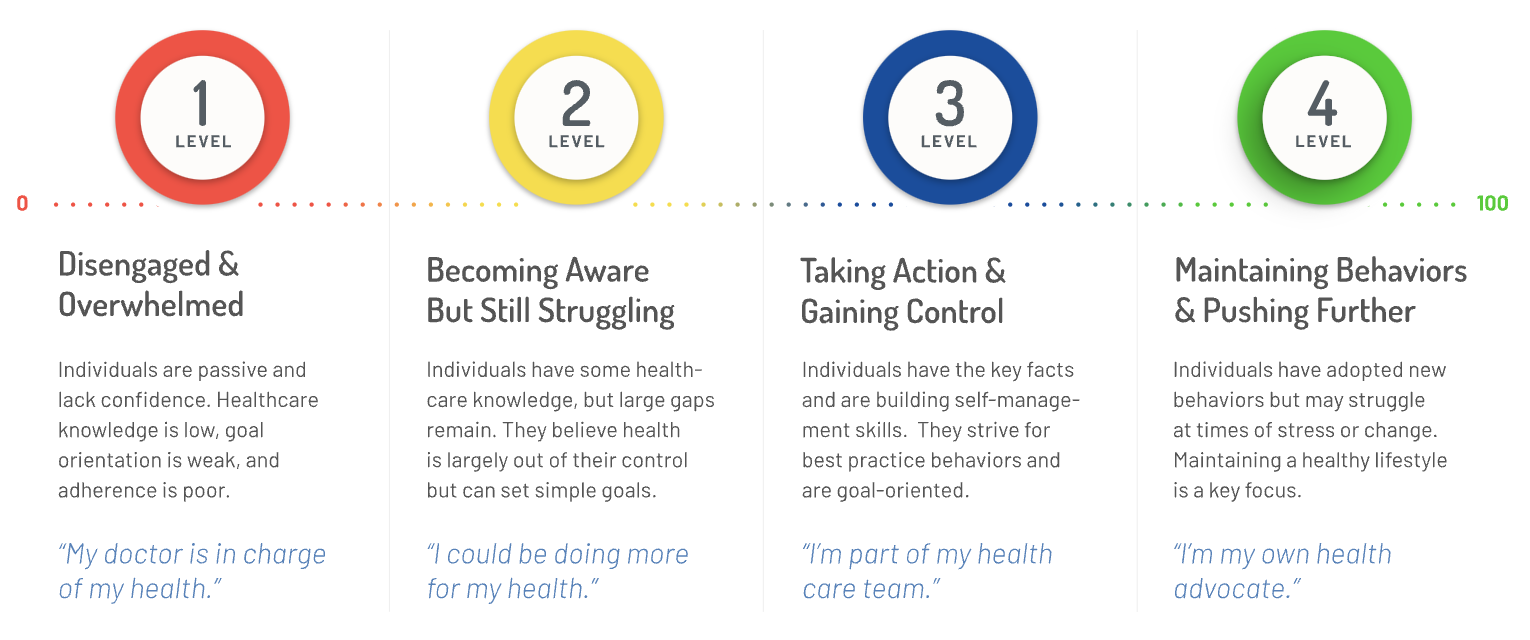 1
LEVEL
2
LEVEL
3
LEVEL
4
LEVEL
0
100
Disengaged &
Overwhelmed
Individuals are passive and
lack confidence. Healthcare
knowledge is low, goal
orientation is weak, and
adherence is poor.
“My doctor is in charge
of my health.”
Becoming Aware
But Still Struggling
Individuals have some health-
care knowledge, but large gaps
remain. They believe health
is largely out of their control
but can set simple goals.
“I could be doing more
for my health.“
Taking Action &
Gaining Control
Individuals have the key facts
and are building self-manage-
ment skills.  They strive for
best practice behaviors and
are goal-oriented.
“I’m part of my health
care team.”
Maintaining Behaviors
& Pushing Further
Individuals have adopted new
behaviors but may struggle
at times of stress or change.
Maintaining a healthy lifestyle
is a key focus.
“I’m my own health
advocate.”